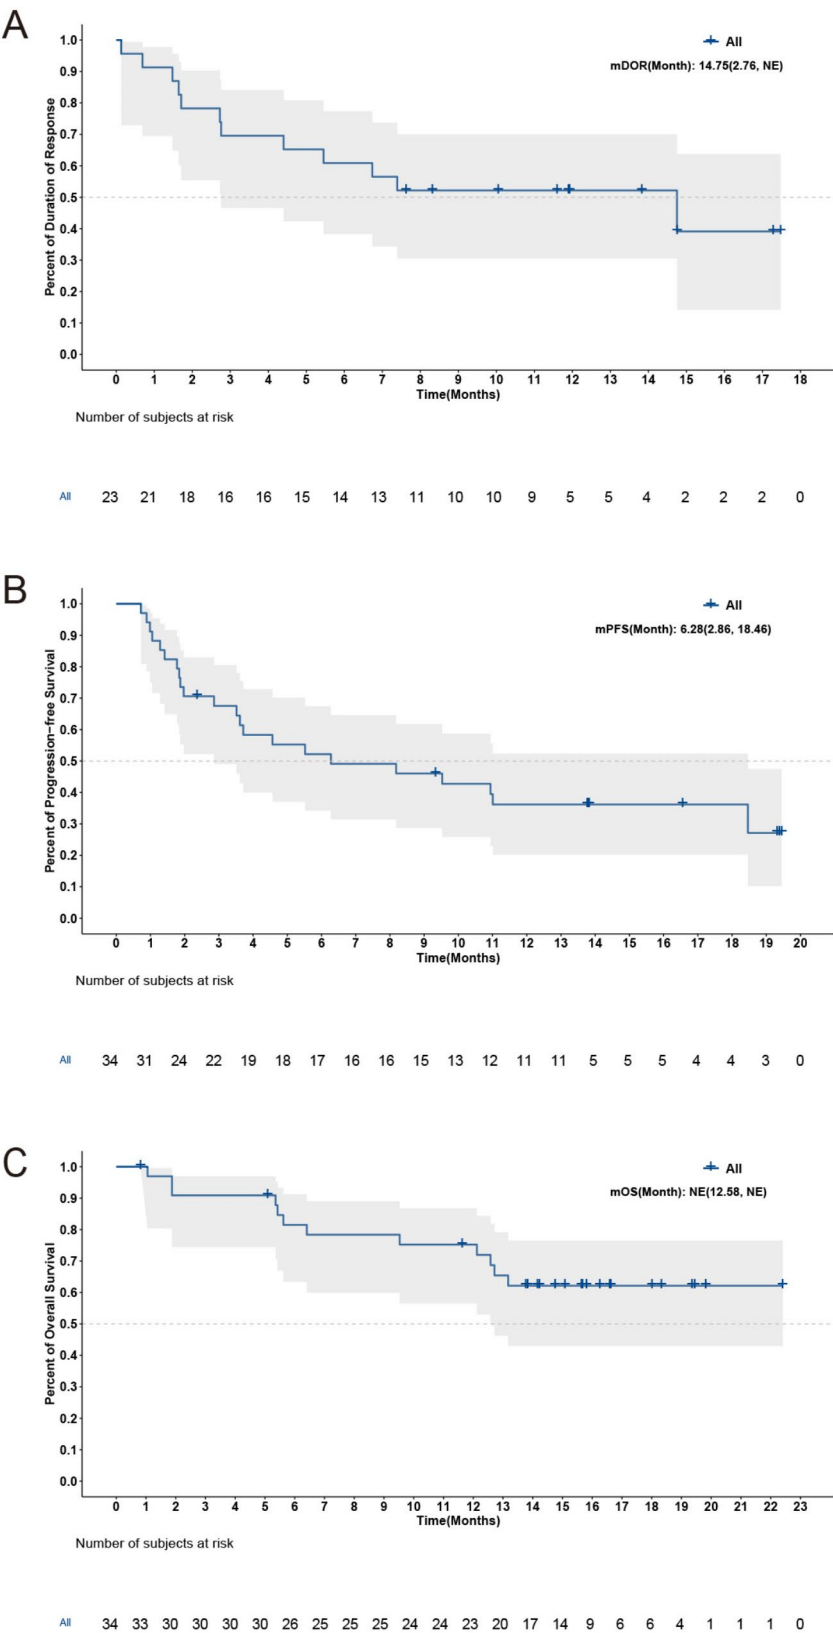 A
All
mDOR(Month): 14.75(2.76, NE)
Percent of Duration of Response
1.0
0.9
0.8
0.7
0.6
0.5
0.4
0.3
0.2
0.1
0.0
0 1 2 3 4 5 6 7 8 9 10 11 12 13 14 15 16 17 18
Time(Months)
Number of subjects at risk
All 23 21 18 16 16 15 14 13 11 10 10 9 5 5 4 2 2 2 0
B
All
mPFS(Month): 6.28(2.86, 18.46)
Percent of Progression-free Survival
1.0
0.9
0.8
0.7
0.6
0.5
0.4
0.3
0.2
0.1
0.0
0 1 2 3 4 5 6 7 8 9 10 11 12 13 14 15 16 17 18 19 20
Time(Months)
Number of subjects at risk
All 34 31 24 22 19 18 17 16 16 15 13 12 11 11 5 5 5 4 4 3 0
C
All
mOS(Month): NE(12.58, NE)
Percent of Overall Survival
1.0
0.9
0.8
0.7
0.6
0.5
0.4
0.3
0.2
0.1
0.0
0 1 2 3 4 5 6 7 8 9 10 11 12 13 14 15 16 17 18 19 20 21 22 23
Time(Months)
Number of subjects at risk
All 34 33 30 30 30 30 26 25 25 25 24 24 23 20 17 14 9 6 6 4 1 1 1 0